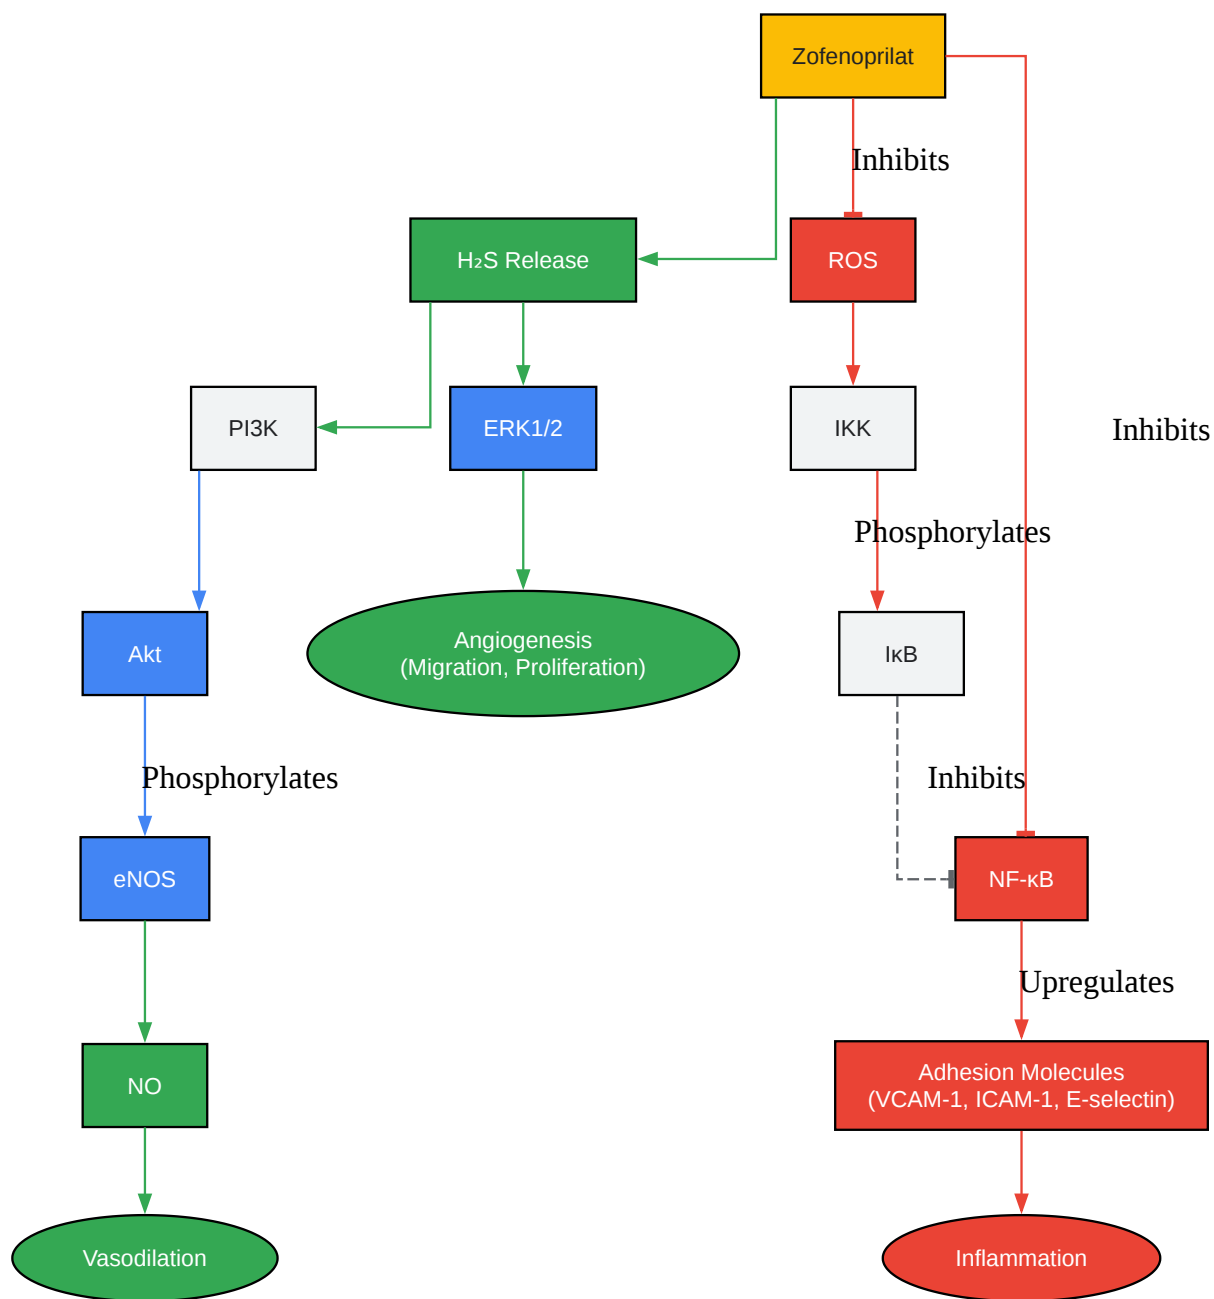 Zofenoprilat
Inhibits
H₂S Release
ROS
PI3K
ERK1/2
IKK
Inhibits
Phosphorylates
Akt
Angiogenesis
(Migration, Proliferation)
IκB
Phosphorylates
Inhibits
eNOS
NF-κB
Upregulates
NO
Adhesion Molecules
(VCAM-1, ICAM-1, E-selectin)
Vasodilation
Inflammation